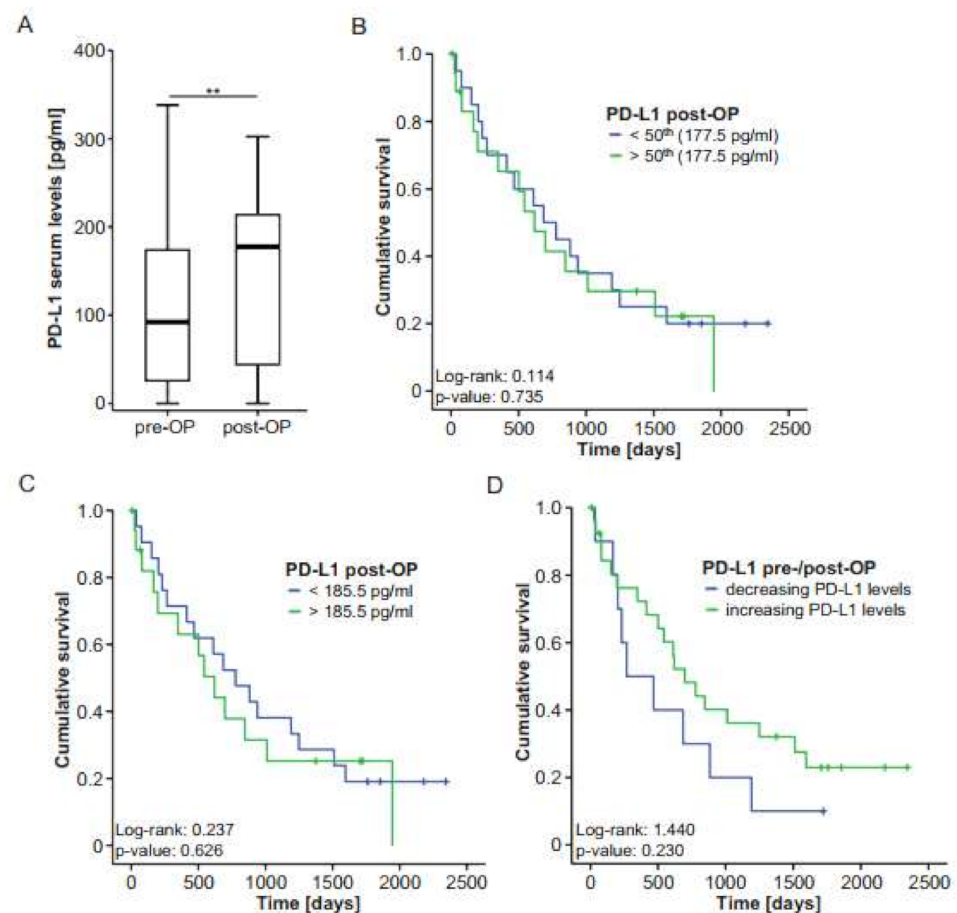 A
PD-L1 serum levels [pg/ml]
400
300
200
100
0
**
pre-OP
post-OP
B
Cumulative survival
1.0
0.8
0.6
0.4
0.2
0
PD-L1 post-OP
< 50th (177.5 pg/ml)
> 50th (177.5 pg/ml)
Log-rank: 0.114
p-value: 0.735
0 500 1000 1500 2000 2500
Time [days]
C
Cumulative survival
1.0
0.8
0.6
0.4
0.2
0
PD-L1 post-OP
< 185.5 pg/ml
> 185.5 pg/ml
Log-rank: 0.237
p-value: 0.626
0 500 1000 1500 2000 2500
Time [days]
D
Cumulative survival
1.0
0.8
0.6
0.4
0.2
0
PD-L1 pre-/post-OP
decreasing PD-L1 levels
increasing PD-L1 levels
Log-rank: 1.440
p-value: 0.230
0 500 1000 1500 2000 2500
Time [days]